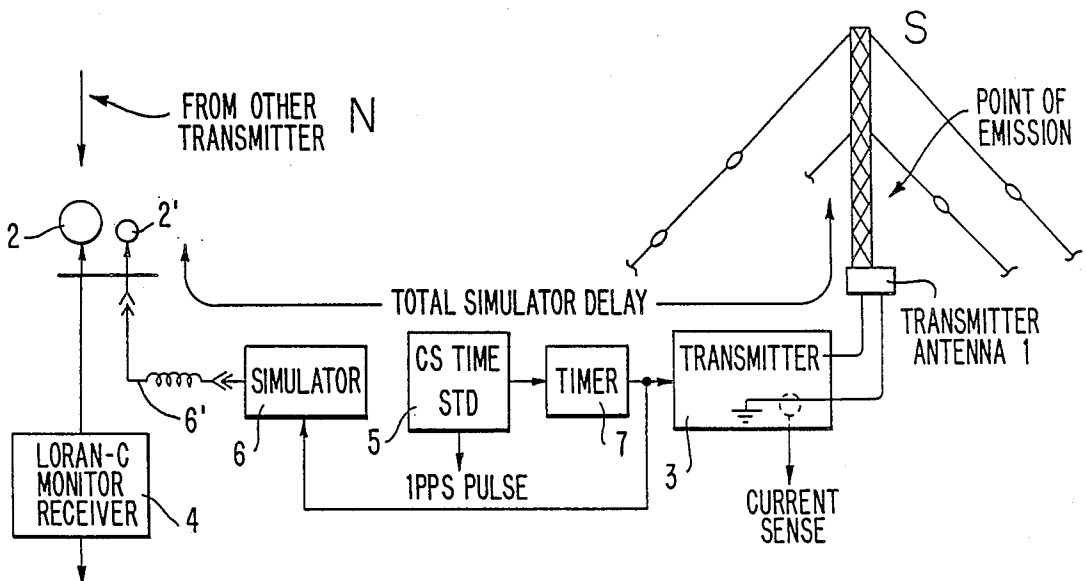 S
FROM OTHER
TRANSMITTER
N
POINT OF
EMISSION
2
2'
TOTAL SIMULATOR DELAY
TRANSMITTER
ANTENNA 1
6'
SIMULATOR
6
CS TIME
STD
5
TIMER
7
TRANSMITTER
3
1PPS PULSE
CURRENT
SENSE
LORAN-C
MONITOR
RECEIVER
4